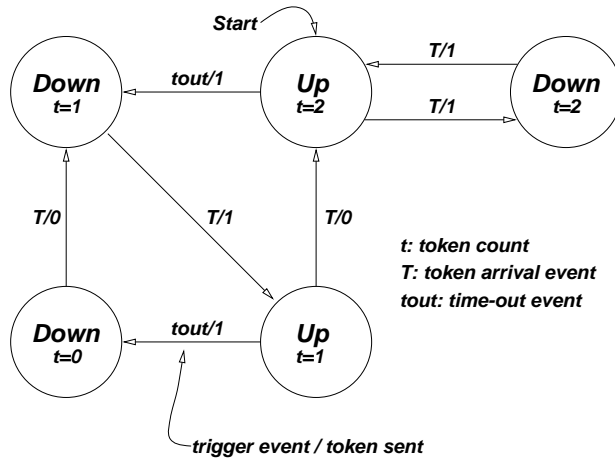 Start
Down
t=1
tout/1
Up
t=2
T/1
T/1
Down
t=2
T/0
T/1
T/0
t: token count
T: token arrival event
tout: time-out event
Down
t=0
tout/1
Up
t=1
trigger event / token sent